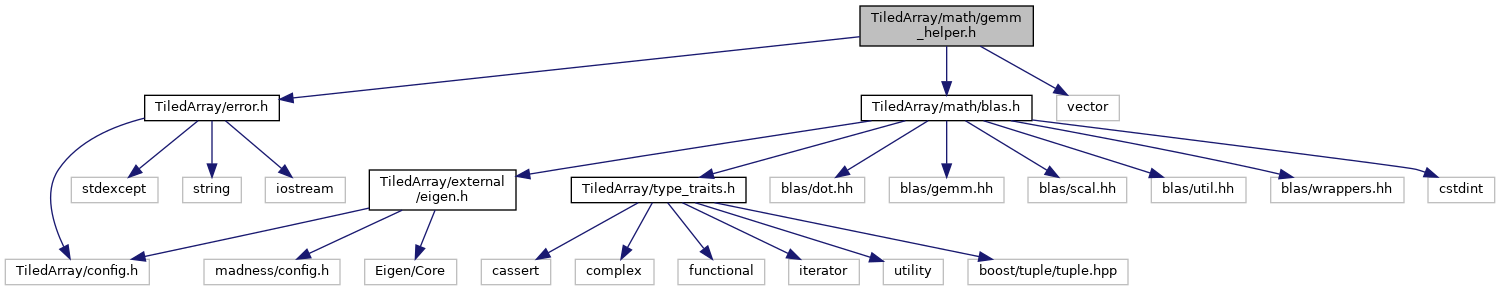 TiledArray/math/gemm
_helper.h
TiledArray/error.h
TiledArray/math/blas.h
vector
stdexcept
string
iostream
TiledArray/external
/eigen.h
TiledArray/type_traits.h
blas/dot.hh
blas/gemm.hh
blas/scal.hh
blas/util.hh
blas/wrappers.hh
cstdint
TiledArray/config.h
madness/config.h
Eigen/Core
cassert
complex
functional
iterator
utility
boost/tuple/tuple.hpp